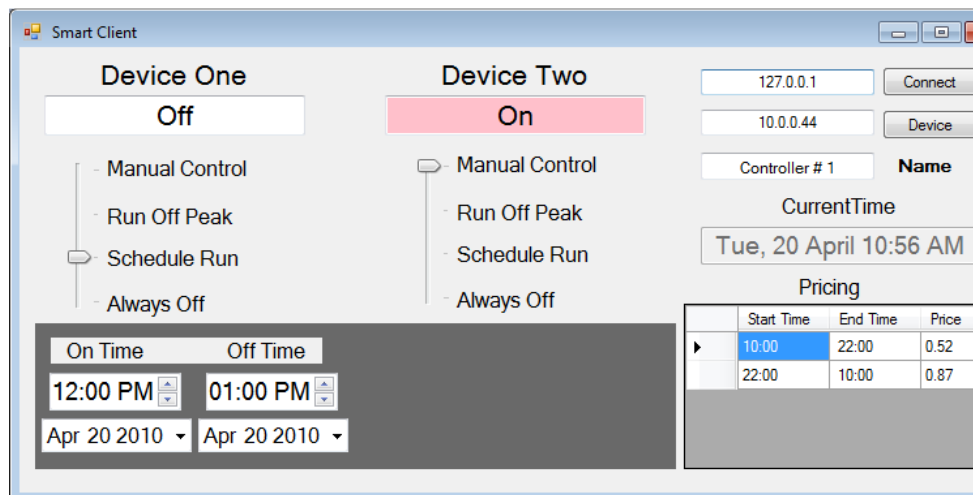 Smart Client
Device One
Off
Manual Control
Run Off Peak
Schedule Run
Always Off
Device Two
On
Manual Control
Run Off Peak
Schedule Run
Always Off
127.0.0.1 Connect
10.0.0.44 Device
Controller # 1 Name
CurrentTime
Tue, 20 April 10:56 AM
Pricing
Start Time End Time Price
10:00 22:00 0.52
22:00 10:00 0.87
On Time Off Time
12:00 PM 01:00 PM
Apr 20 2010 Apr 20 2010